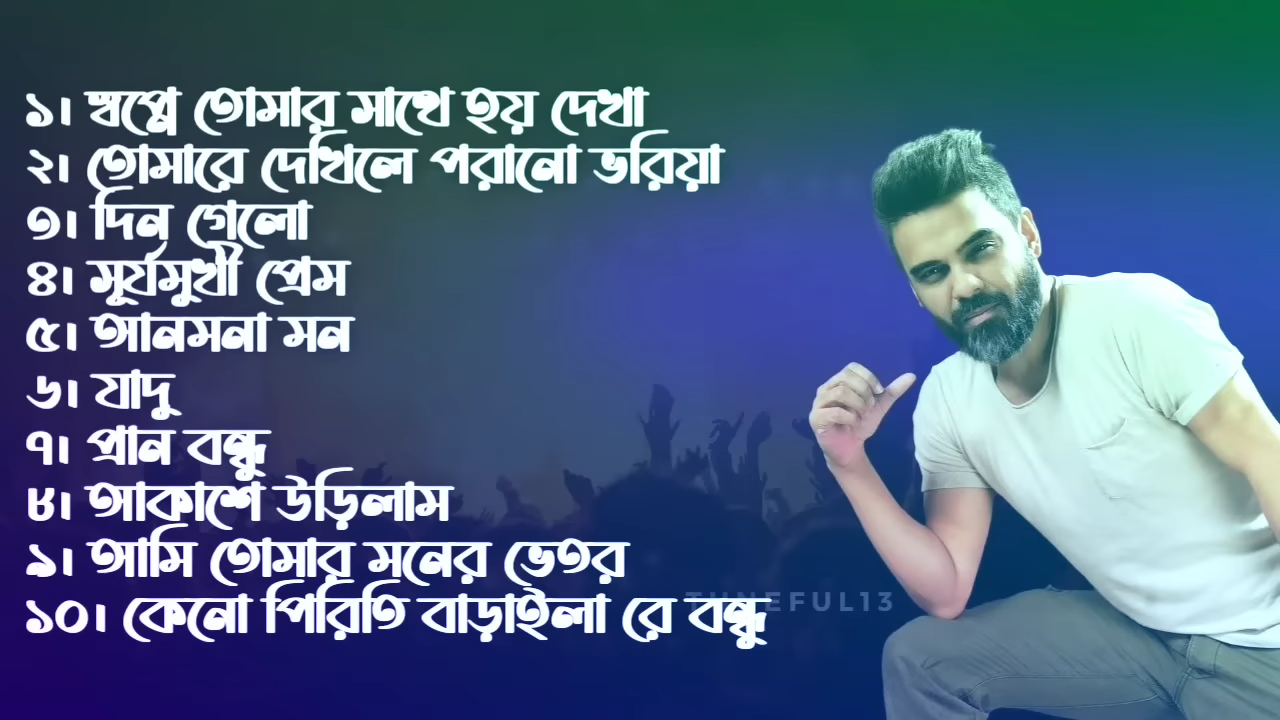 ১। স্বপ্নে তোমার সাথে হয় দেখা
২। তোমারে দেখিলে পরানো ভরিয়া
৩। দিন গেলো
৪। সূর্যমুখী প্রেম
৫। আনমনা মন
৬। যাদু
৭। প্রান বন্ধু
৮। আকাশে উড়িলাম
৯। আমি তোমার মনের ভেতর
১০। কেনো পিরিতি বাড়াইলা রে বন্ধু
TUNEFUL13